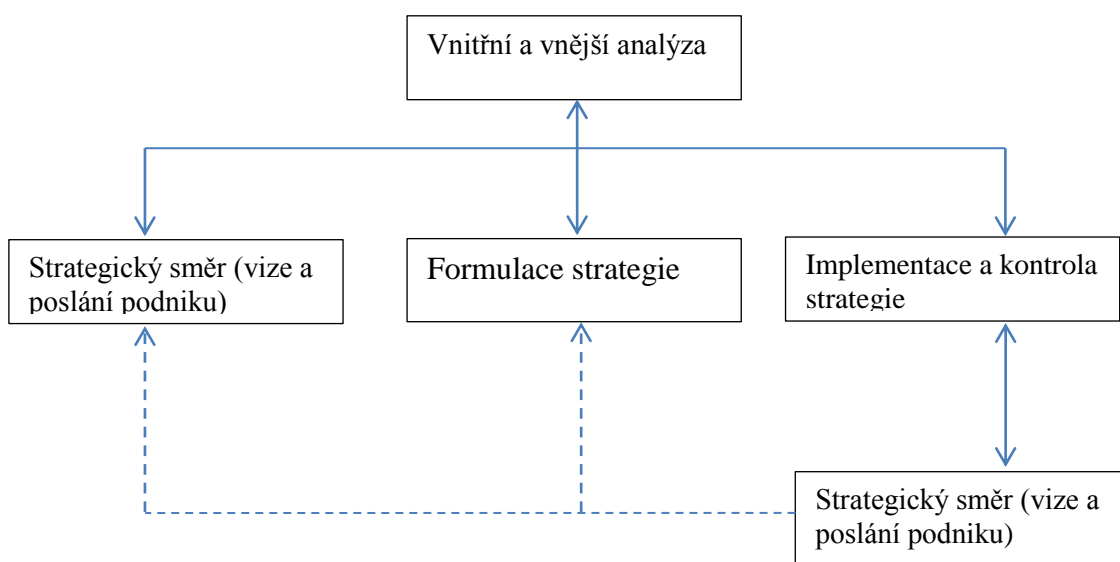 Vnitřní a vnější analýza
Strategický směr (vize a
poslání podniku)
Formulace strategie
Implementace a kontrola
strategie
Strategický směr (vize a
poslání podniku)